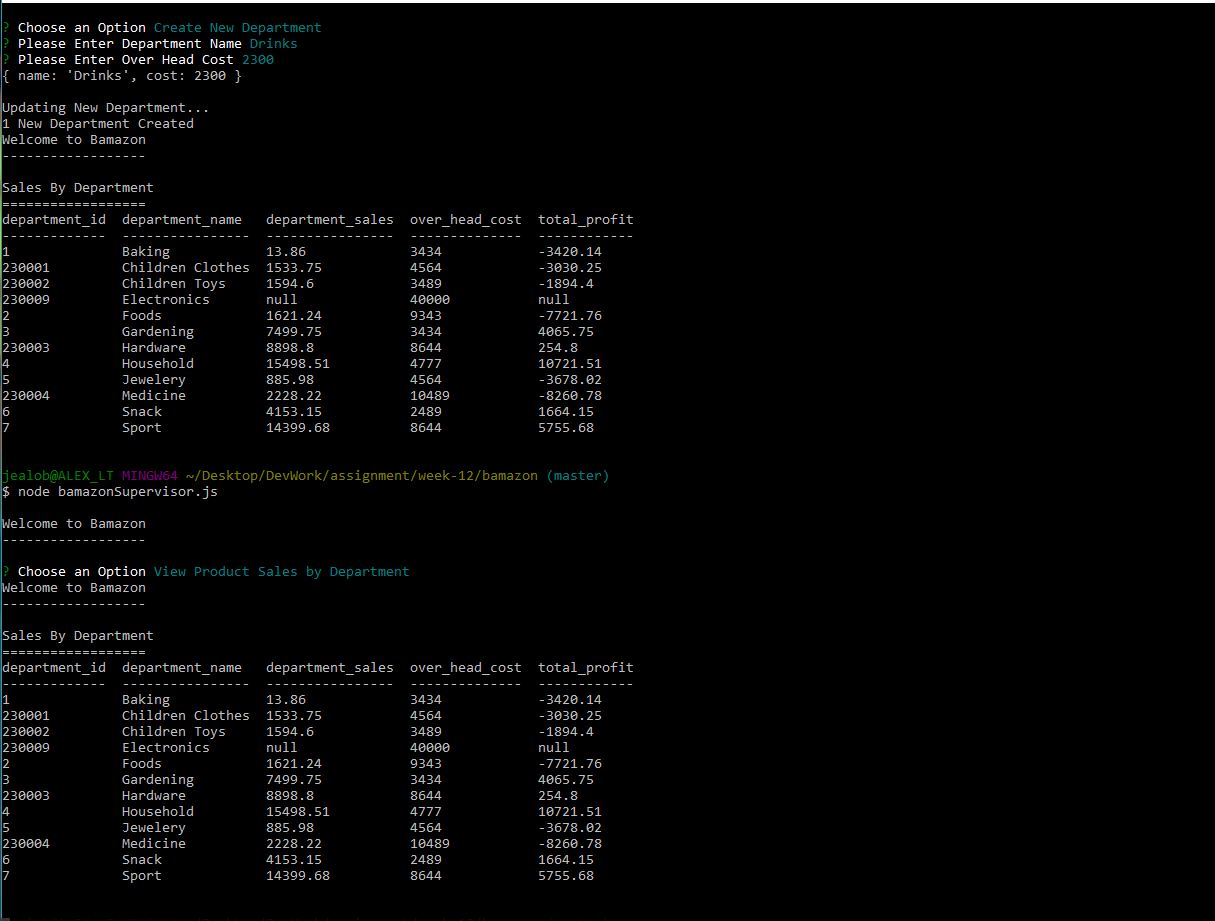 ? Choose an Option Create New Department
? Please Enter Department Name Drinks
? Please Enter Over Head Cost 2300
{ name: 'Drinks', cost: 2300 }
Updating New Department...
1 New Department Created
Welcome to Bamazon
------------------
Sales By Department
==================
department_id  department_name   department_sales  over_head_cost  total_profit
-------------  ----------------  ----------------  --------------  ------------
1              Baking            13.86             3434            -3420.14
230001         Children Clothes  1533.75           4564            -3030.25
230002         Children Toys     1594.6            3489            -1894.4
230009         Electronics       null              40000           null
2              Foods             1621.24           9343            -7721.76
3              Gardening         7499.75           3434            4065.75
230003         Hardware          8898.8            8644            254.8
4              Household         15498.51          4777            10721.51
5              Jewelery          885.98            4564            -3678.02
230004         Medicine          2228.22           10489           -8260.78
6              Snack             4153.15           2489            1664.15
7              Sport             14399.68          8644            5755.68
jealob@ALEX_LT MINGW64 ~/Desktop/DevWork/assignment/week-12/bamazon (master)
$ node bamazonSupervisor.js
Welcome to Bamazon
------------------
? Choose an Option View Product Sales by Department
Welcome to Bamazon
------------------
Sales By Department
==================
department_id  department_name   department_sales  over_head_cost  total_profit
-------------  ----------------  ----------------  --------------  ------------
1              Baking            13.86             3434            -3420.14
230001         Children Clothes  1533.75           4564            -3030.25
230002         Children Toys     1594.6            3489            -1894.4
230009         Electronics       null              40000           null
2              Foods             1621.24           9343            -7721.76
3              Gardening         7499.75           3434            4065.75
230003         Hardware          8898.8            8644            254.8
4              Household         15498.51          4777            10721.51
5              Jewelery          885.98            4564            -3678.02
230004         Medicine          2228.22           10489           -8260.78
6              Snack             4153.15           2489            1664.15
7              Sport             14399.68          8644            5755.68